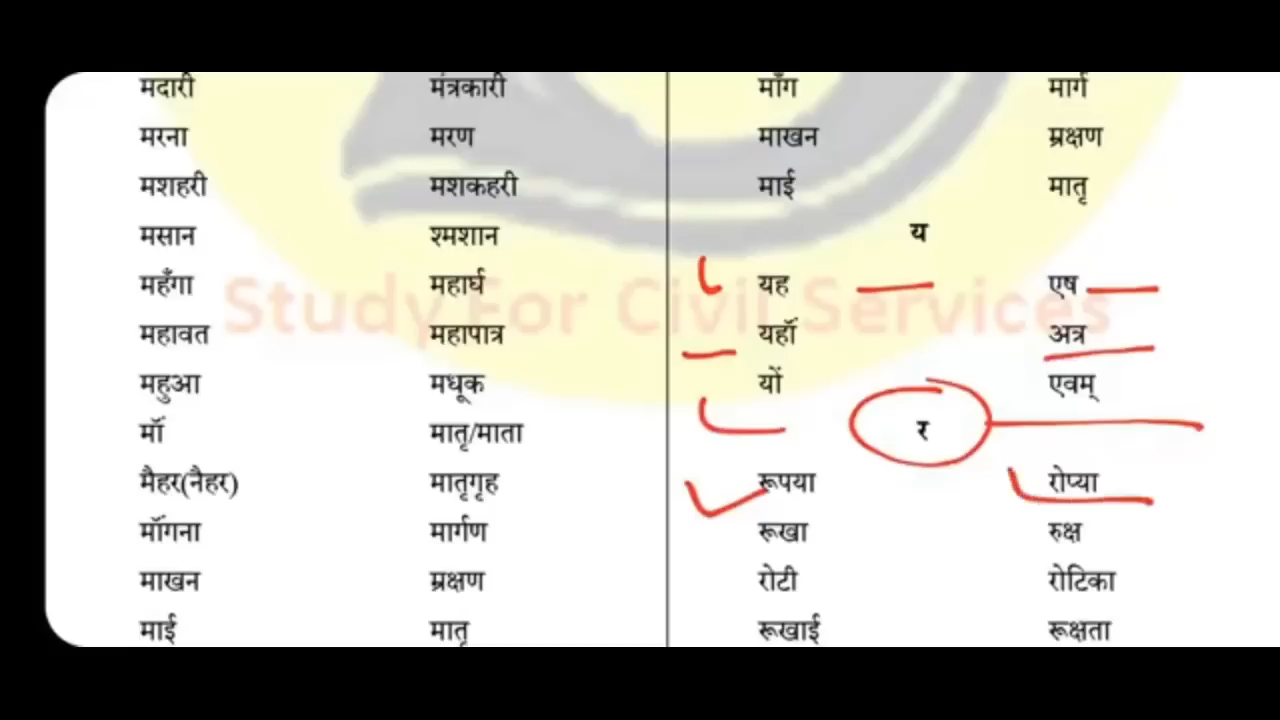 मदारी मंत्रकारी
मरना मरण
मशहरी मशकहरी
मसान श्मशान
महँगा महार्घ
महावत महापात्र
महुआ मधूक
मॉं मातृ/माता
मैहर(नैहर) मातृगृह
मॉंगना मार्गण
माखन म्रक्षण
माई मातृ
माँग मार्ग
माखन म्रक्षण
माई मातृ
य
यह एष
यहॉं अत्र
यों एवम्
र
रूपया रोप्या
रूखा रुक्ष
रोटी रोटिका
रूखाई रूक्षता
Study For Civil Services